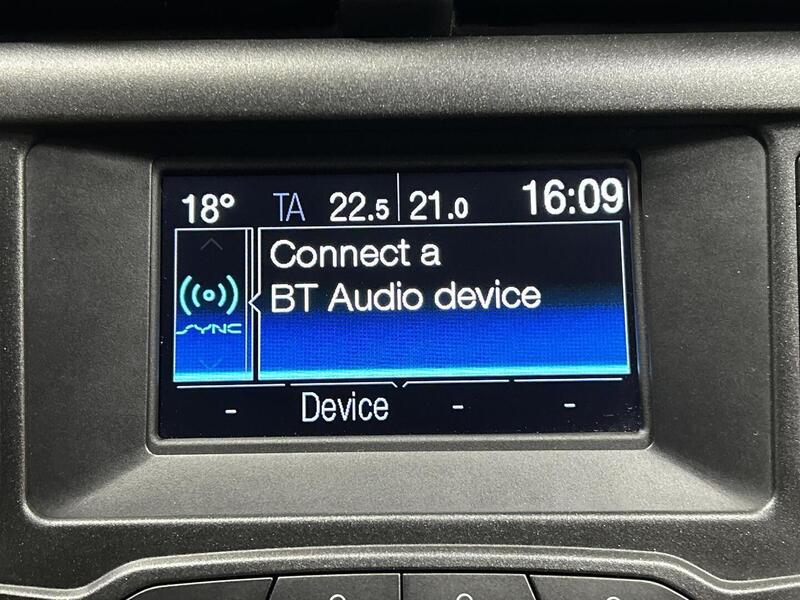 18° TA 22.5 21.0 16:09
Connect a
BT Audio device
SYNC
- Device - -